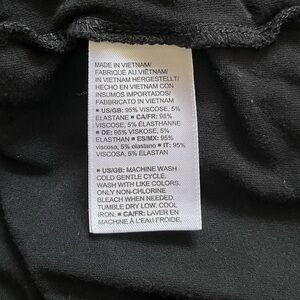 MADE IN VIETNAM/
FABRIQUÉ AU VIÊTNAM/
IN VIETNAM HERGESTELLT/
HECHO EN VIETNAM CON
INSUMOS IMPORTADOS/
FABBRICATO IN VIETNAM
■ US/GB: 95% VISCOSE, 5%
ELASTANE ■ CA/FR: 95%
VISCOSE, 5% ÉLASTHANNE
■ DE: 95% VISKOSE, 5%
ELASTHAN ■ ES/MX: 95%
viscosa, 5% elastano ■ IT: 95%
VISCOSA, 5% ELASTAN
■ US/GB: MACHINE WASH
COLD GENTLE CYCLE.
WASH WITH LIKE COLORS.
ONLY NON-CHLORINE
BLEACH WHEN NEEDED.
TUMBLE DRY LOW, COOL
IRON. ■ CA/FR: LAVER EN
MACHINE À L'EAU FROIDE,